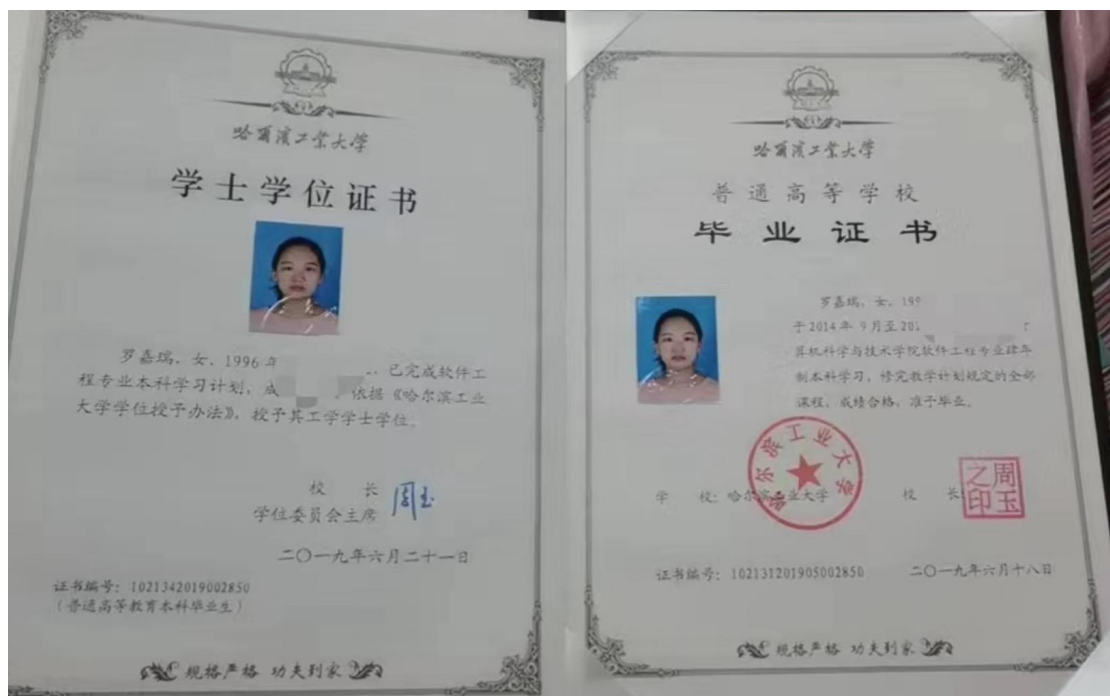 哈尔滨工业大学
学士学位证书
罗嘉瑞，女，1996年
，已完成软件工
程专业本科学习计划，成
，依据《哈尔滨工业
大学学位授予办法》，授予其工学学士学位。
校 长
学位委员会主席
周玉
二〇一九年六月二十一日
证书编号：1021342019002850
（普通高等教育本科毕业生）
规格严格 功夫到家
哈尔滨工业大学
普通高等学校
毕业证书
罗嘉瑞，女，199
于2014年9月至201
算机科学与技术学院软件工程专业肆年
制本科学习，修完教学计划规定的全部
课程，成绩合格，准予毕业。
哈尔滨工业大学
学 校：哈尔滨工业大学
校 长：
周玉之印
证书编号：102131201905002850
二〇一九年六月十八日
规格严格 功夫到家